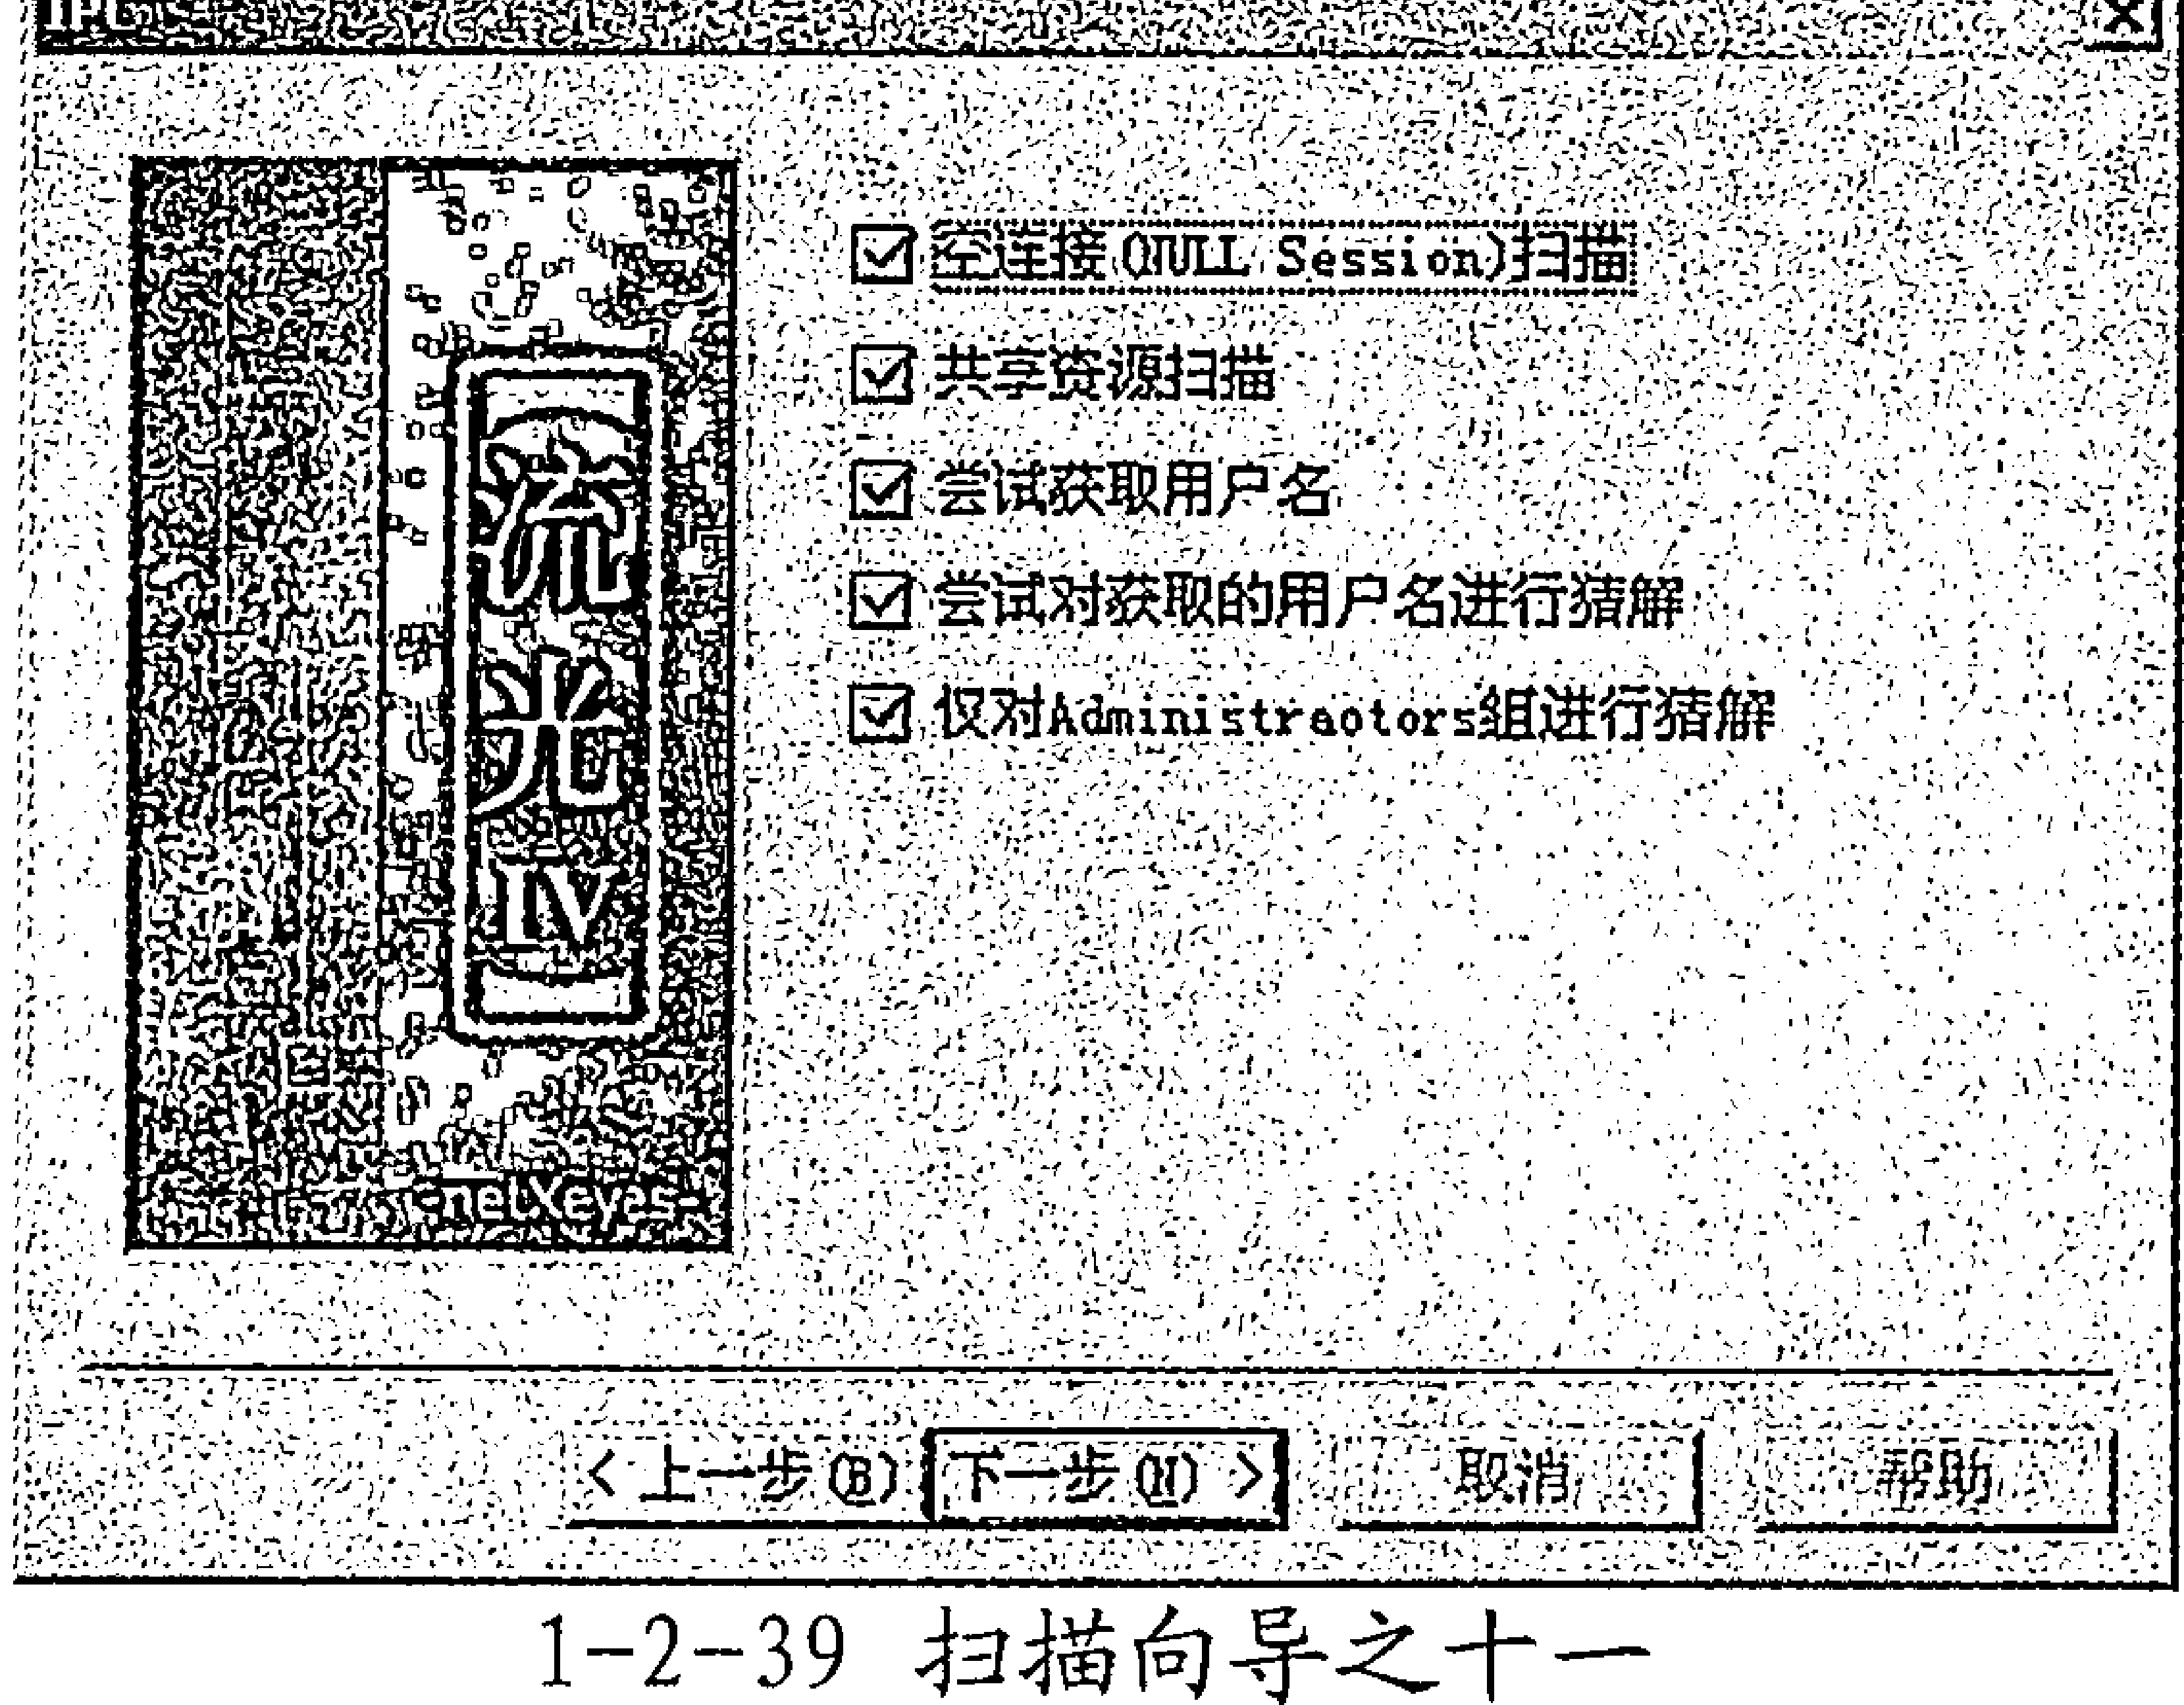 IPC
空连接(NULL Session)扫描
共享资源扫描
尝试获取用户名
尝试对获取的用户名进行猜解
仅对Administraotors组进行猜解
流光
IV
netXeyes
< 上一步(B)
下一步(N) >
取消
帮助
1-2-39 扫描向导之十一